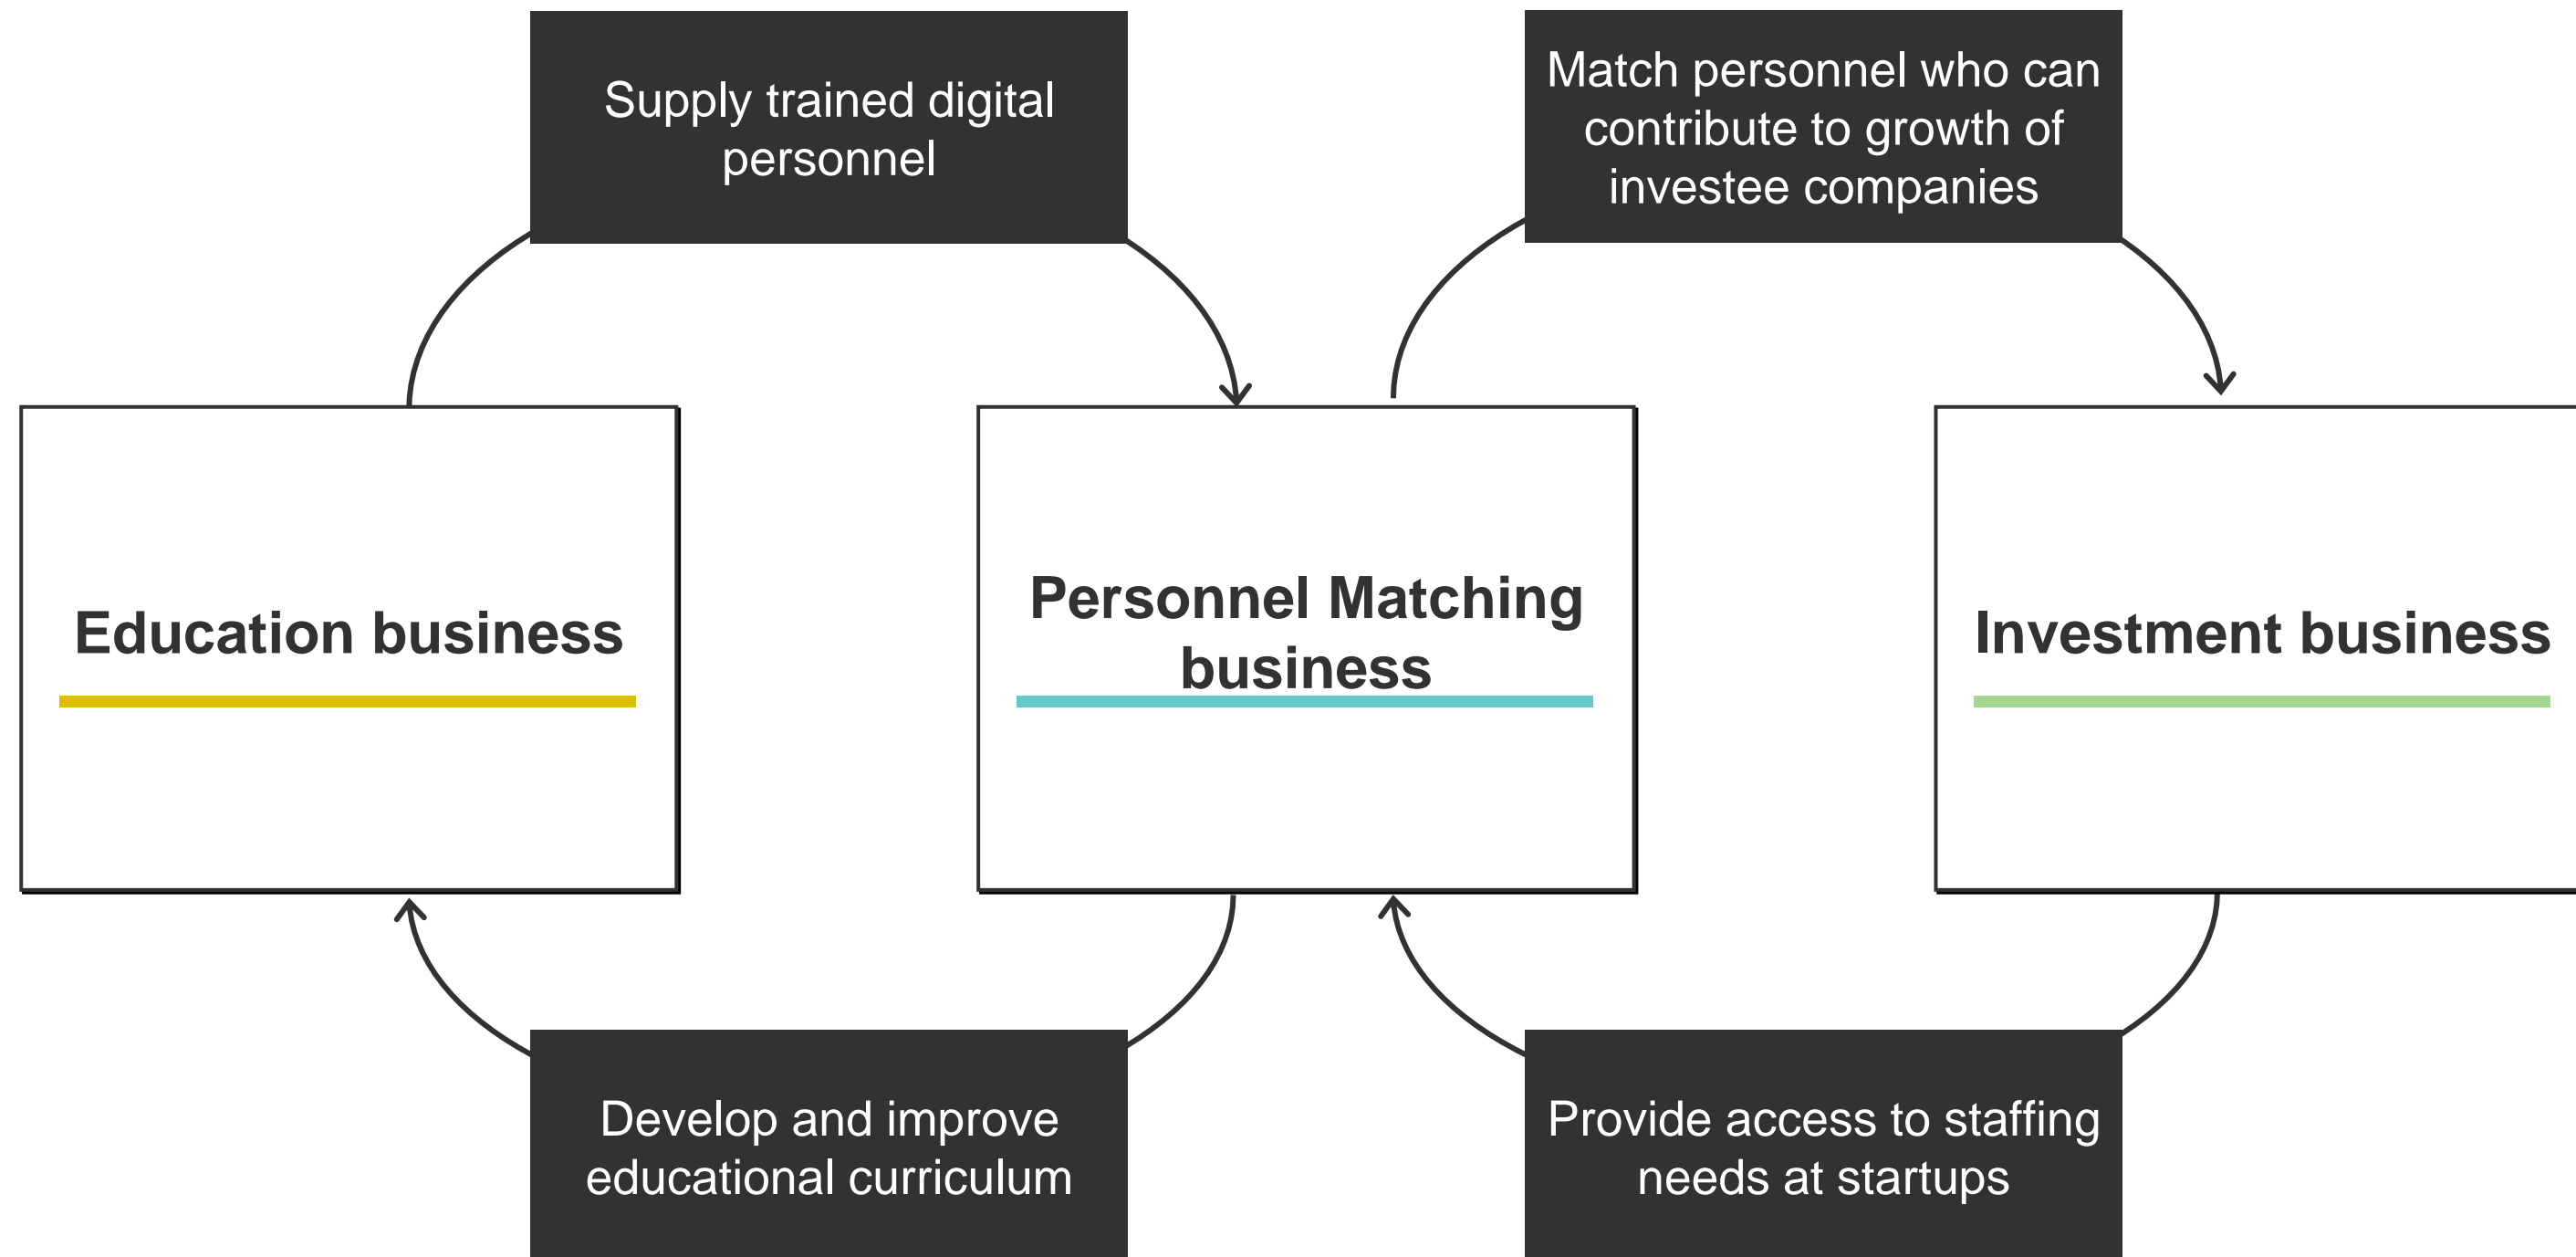 Supply trained digital
personnel
Match personnel who can
contribute to growth of
investee companies
Education business
Personnel Matching
business
Investment business
Develop and improve
educational curriculum
Provide access to staffing
needs at startups